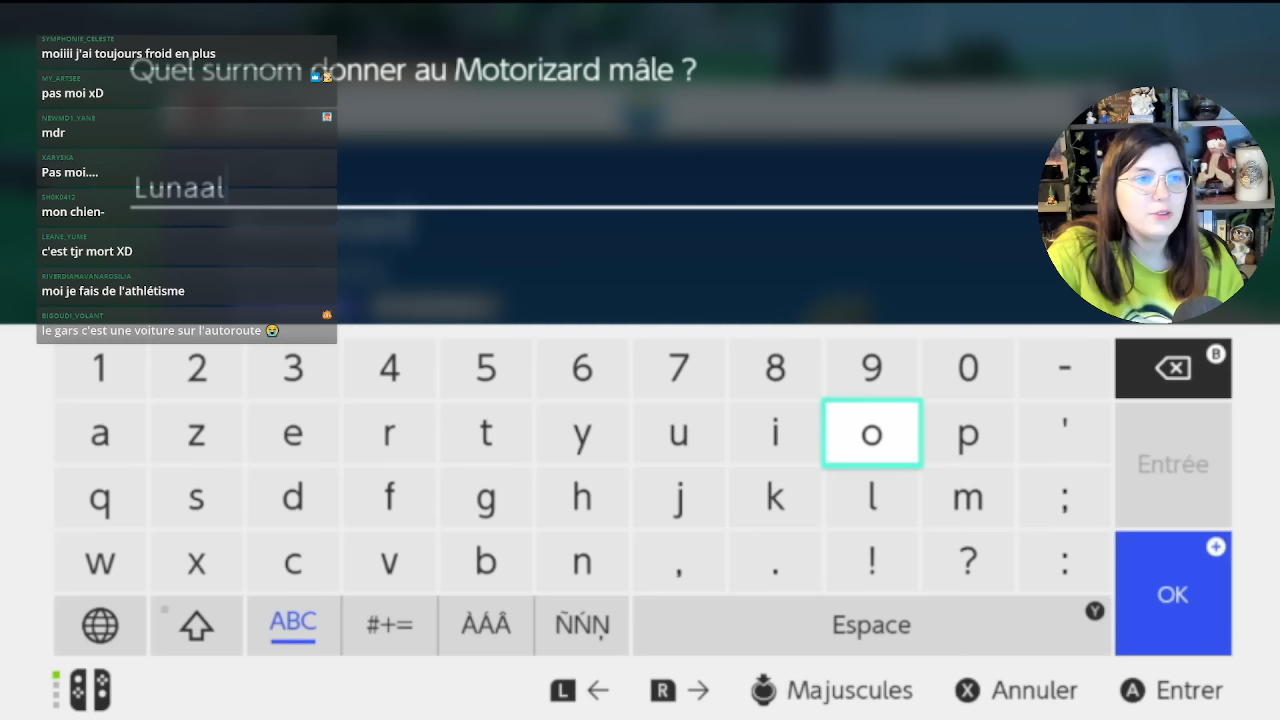 SYMPHONIE_CELESTE
moiiii j'ai toujours froid en plus
Quel surnom donner au Motorizard mâle ?
MY_ARTSEE
pas moi xD
NEWMD1_YANE
mdr
XARYSKA
Pas moi....
Lunaal
SH0K0412
mon chien-
LEANE_YUME
c'est tjr mort XD
RIVERDIAHAVANAROSILIA
moi je fais de l'athlétisme
BIGOUDI_VOLANT
le gars c'est une voiture sur l'autoroute 😭
1 2 3 4 5 6 7 8 9 0 - B
a z e r t y u i o p ' Entrée
q s d f g h j k l m ;
w x c v b n , . ! ? : + OK
ABC #+= ÀÁÂ ÑŃŅ Espace Y
L ← R → Majuscules X Annuler A Entrer